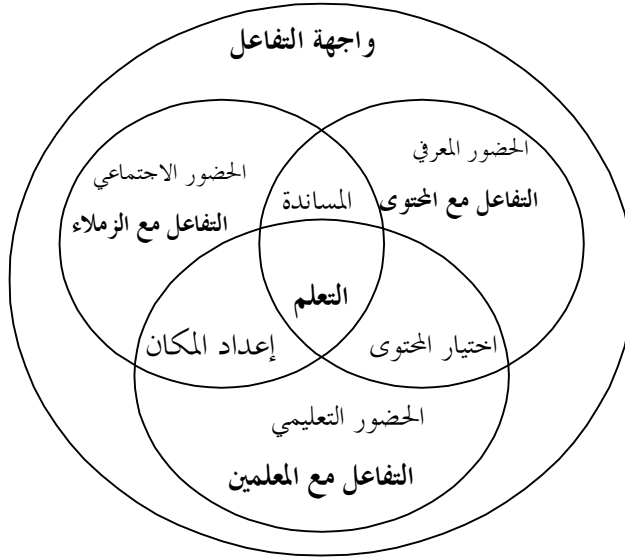 واجهة التفاعل
الحضور المعرفي
التفاعل مع المحتوى
الحضور الاجتماعي
التفاعل مع الزملاء
المساندة
التعلم
اختيار المحتوى
إعداد المكان
الحضور التعليمي
التفاعل مع المعلمين